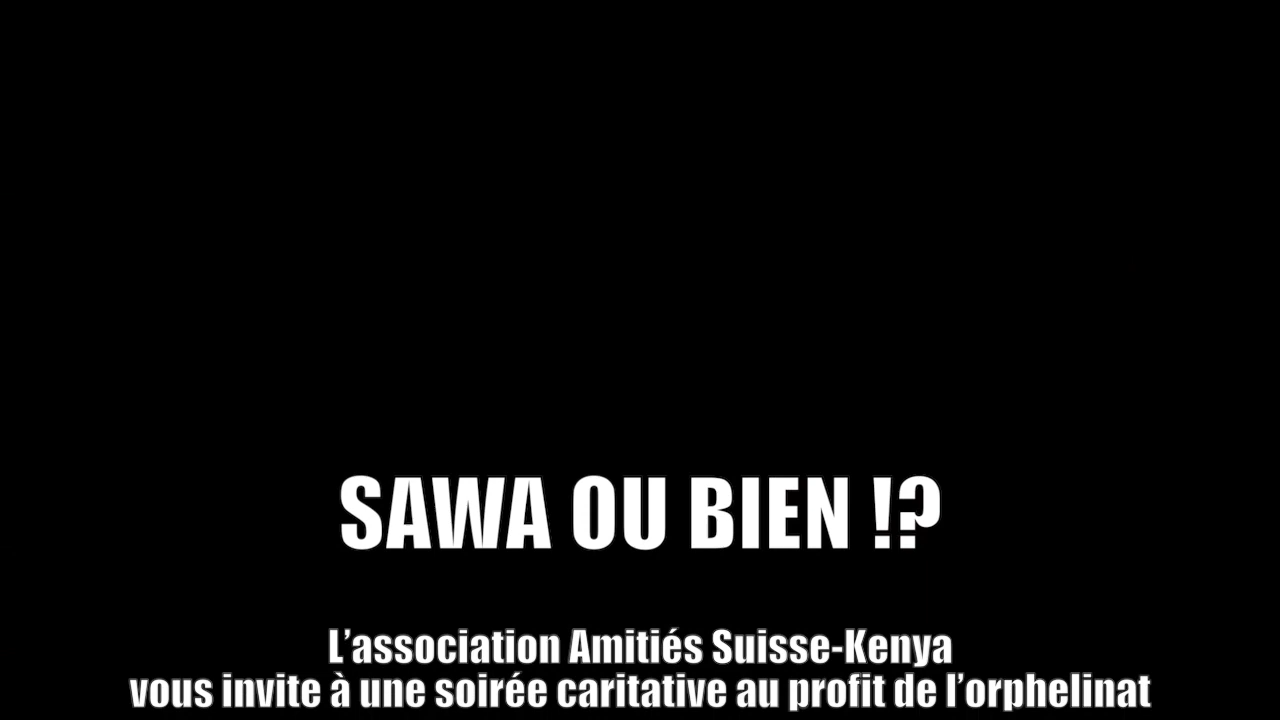 SAWA OU BIEN !?
L’association Amitiés Suisse-Kenya
vous invite à une soirée caritative au profit de l’orphelinat